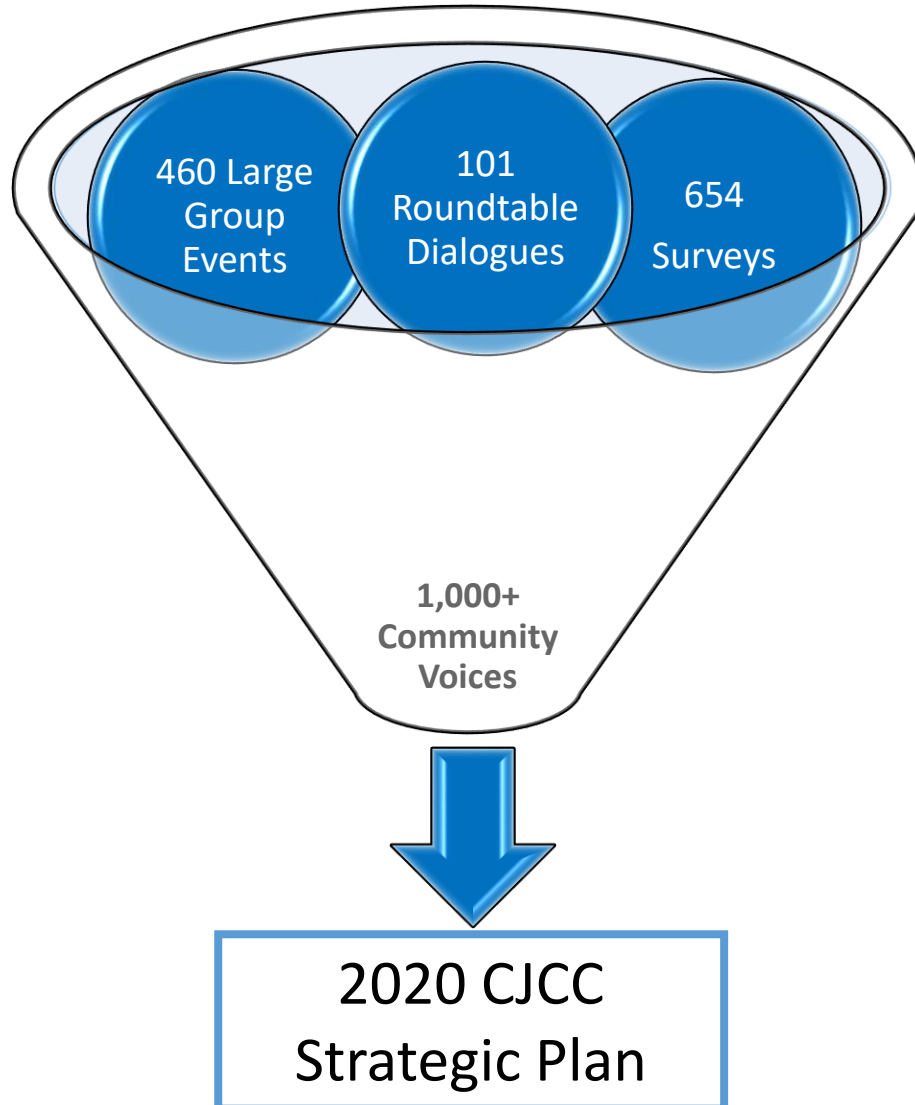 460 Large
Group
Events
101
Roundtable
Dialogues
654
Surveys
1,000+
Community
Voices
2020 CJCC
Strategic Plan